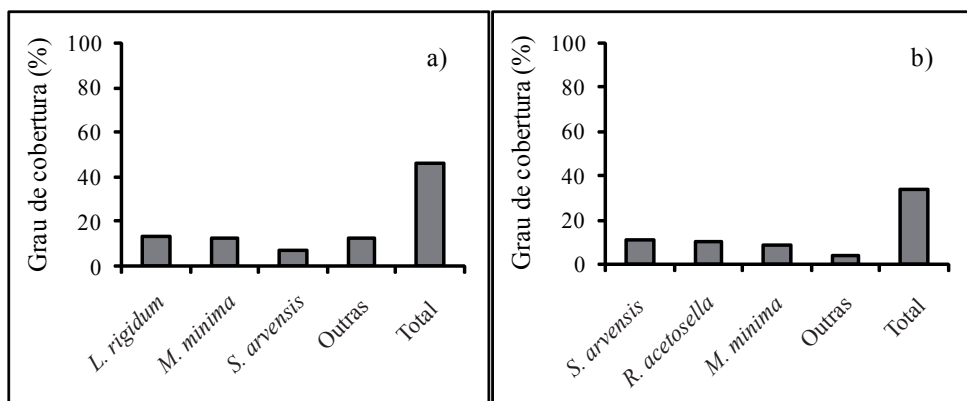 a)
Grau de cobertura (%)
100
80
60
40
20
0
L. rigidum
M. minima
S. arvensis
Outras
Total
b)
Grau de cobertura (%)
100
80
60
40
20
0
S. arvensis
R. acetosella
M. minima
Outras
Total